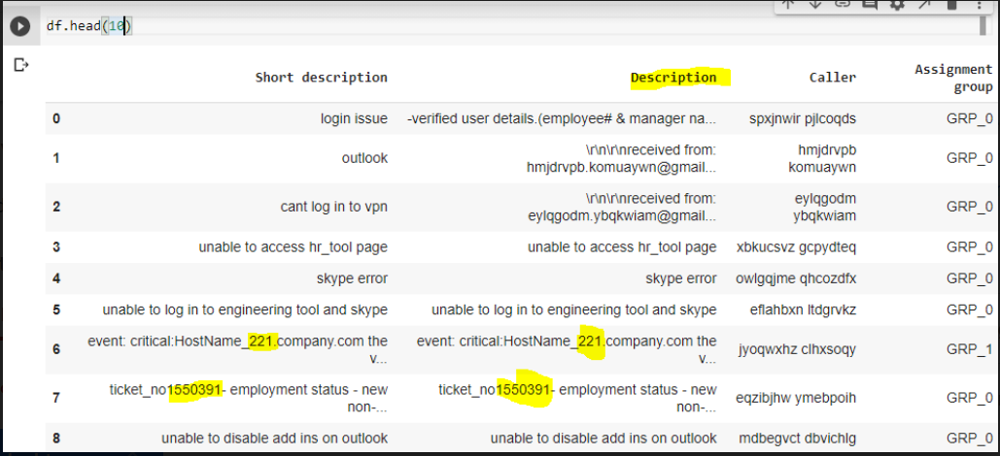 df.head(10)
Short description Description Caller Assignment
group
0 login issue -verified user details.(employee# & manager na... spxjnwir pjlcoqds GRP_0
1 outlook \r\n\r\nreceived from:
hmjdrvpb.komuaywn@gmail... hmjdrvpb
komuaywn GRP_0
2 cant log in to vpn \r\n\r\nreceived from:
eylqgodm.ybqkwiam@gmail... eylqgodm
ybqkwiam GRP_0
3 unable to access hr_tool page unable to access hr_tool page xbkucsvz gcpydteq GRP_0
4 skype error skype error owlgqjme qhcozdfx GRP_0
5 unable to log in to engineering tool and skype unable to log in to engineering tool and skype eflahbxn ltdgrvkz GRP_0
6 event: critical:HostName_221.company.com the
v... event: critical:HostName_221.company.com the
v... jyoqwxhz clhxsoqy GRP_1
7 ticket_no1550391- employment status - new
non-... ticket_no1550391- employment status - new
non-... eqzibjhw ymebpoih GRP_0
8 unable to disable add ins on outlook unable to disable add ins on outlook mdbegvct dbvichlg GRP_0